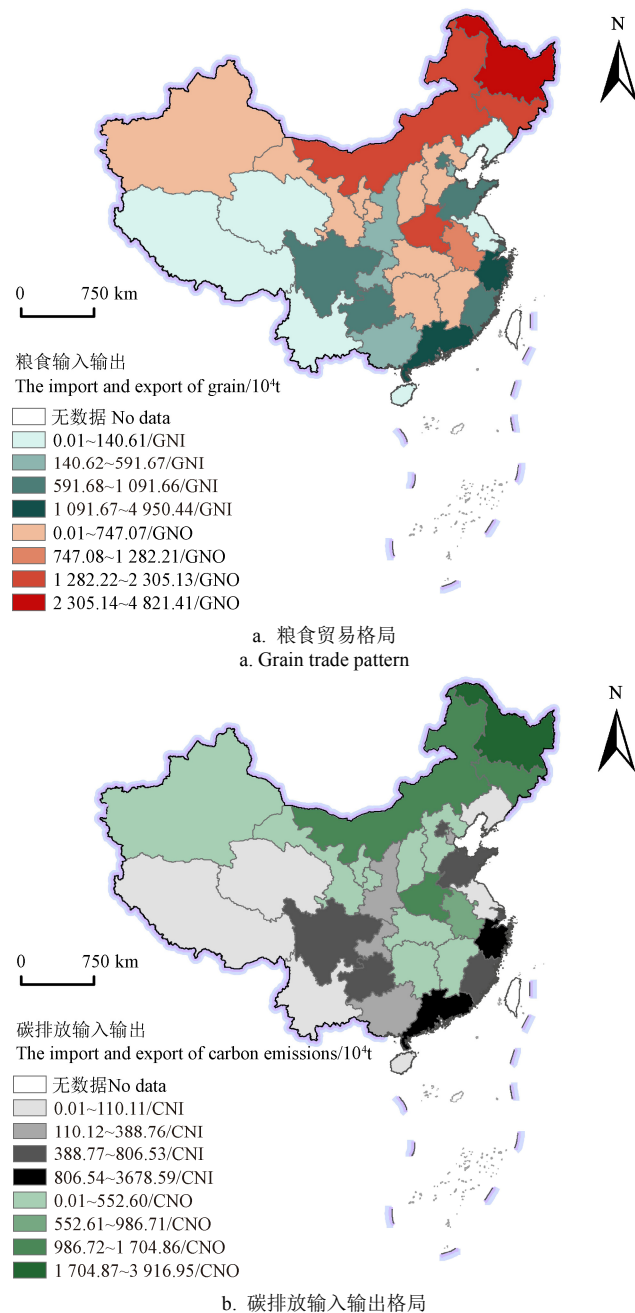 N
0 750 km
粮食输入输出
The import and export of grain/10⁴t
无数据 No data
0.01~140.61/GNI
140.62~591.67/GNI
591.68~1 091.66/GNI
1 091.67~4 950.44/GNI
0.01~747.07/GNO
747.08~1 282.21/GNO
1 282.22~2 305.13/GNO
2 305.14~4 821.41/GNO
a. 粮食贸易格局
a. Grain trade pattern
N
0 750 km
碳排放输入输出
The import and export of carbon emissions/10⁴t
无数据No data
0.01~110.11/CNI
110.12~388.76/CNI
388.77~806.53/CNI
806.54~3678.59/CNI
0.01~552.60/CNO
552.61~986.71/CNO
986.72~1 704.86/CNO
1 704.87~3 916.95/CNO
b. 碳排放输入输出格局